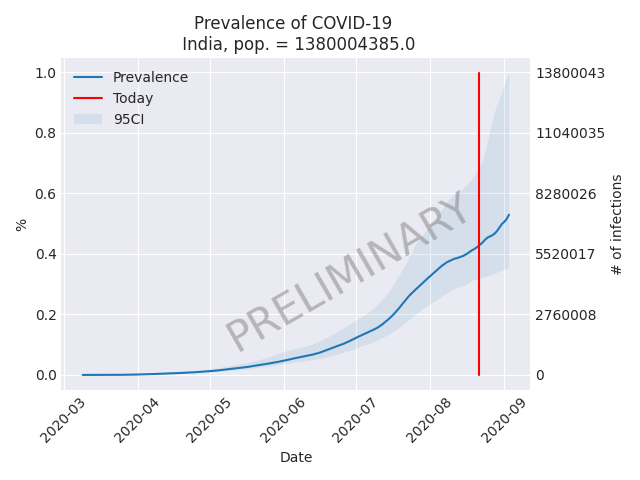 Prevalence of COVID-19
India, pop. = 1380004385.0
Prevalence
Today
95CI
1.0
0.8
0.6
0.4
0.2
0.0
%
13800043
11040035
8280026
5520017
2760008
0
# of infections
PRELIMINARY
2020-03
2020-04
2020-05
2020-06
2020-07
2020-08
2020-09
Date